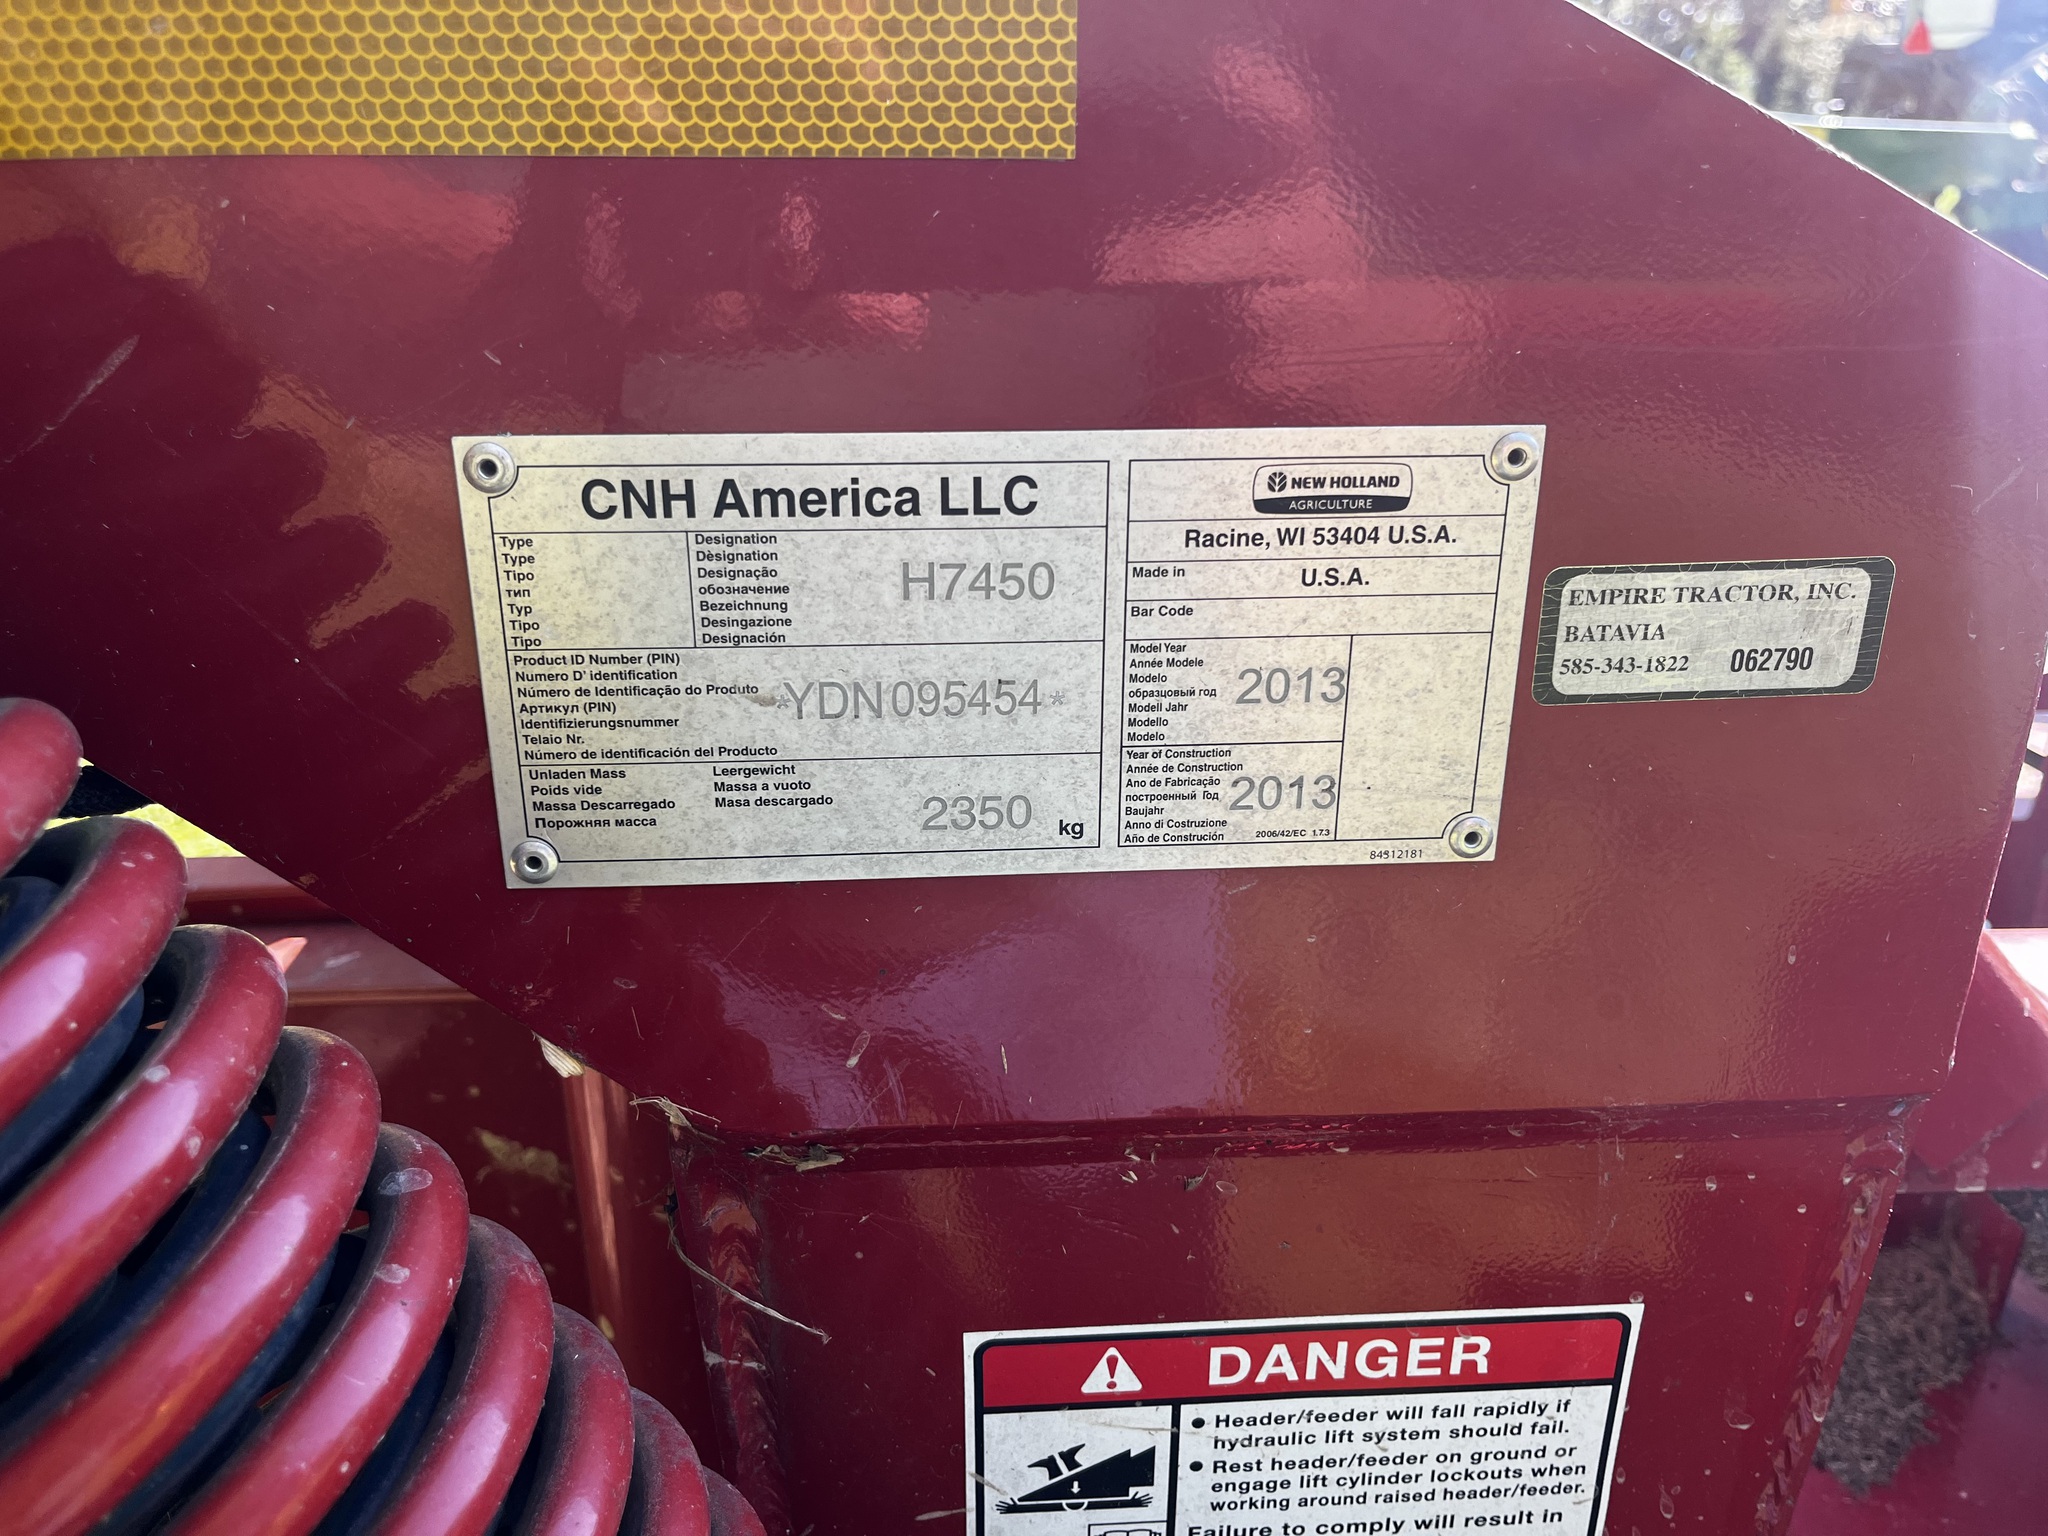 CNH America LLC
Type
Type
Tipo
тип
Typ
Tipo
Tipo
Designation
Dèsignation
Designação
обозначение
Bezeichnung
Desingazione
Designación
H7450
Product ID Number (PIN)
Numero D' identification
Número de Identificação do Produto
Артикул (PIN)
Identifizierungsnummer
Telaio Nr.
Número de identificación del Producto
*YDN095454*
Unladen Mass
Poids vide
Massa Descarregado
Порожняя масса
Leergewicht
Massa a vuoto
Masa descargado
2350 kg
NEW HOLLAND
AGRICULTURE
Racine, WI 53404 U.S.A.
Made in U.S.A.
Bar Code
Model Year
Année Modele
Modelo
образцовый год
Modell Jahr
Modello
Modelo
2013
Year of Construction
Année de Construction
Ano de Fabricação
построенный Год
Baujahr
Anno di Costruzione
Año de Construción
2013
2006/42/EC 1.7.3
84312181
EMPIRE TRACTOR, INC.
BATAVIA
585-343-1822 062790
DANGER
• Header/feeder will fall rapidly if
hydraulic lift system should fail.
• Rest header/feeder on ground or
engage lift cylinder lockouts when
working around raised header/feeder.
Failure to comply will result in